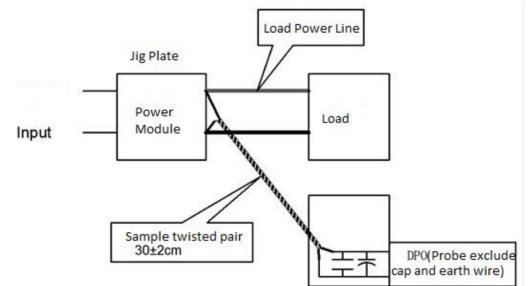 Load Power Line
Jig Plate
Power
Module
Load
Input
Sample twisted pair
30±2cm
DPO(Probe exclude
cap and earth wire)